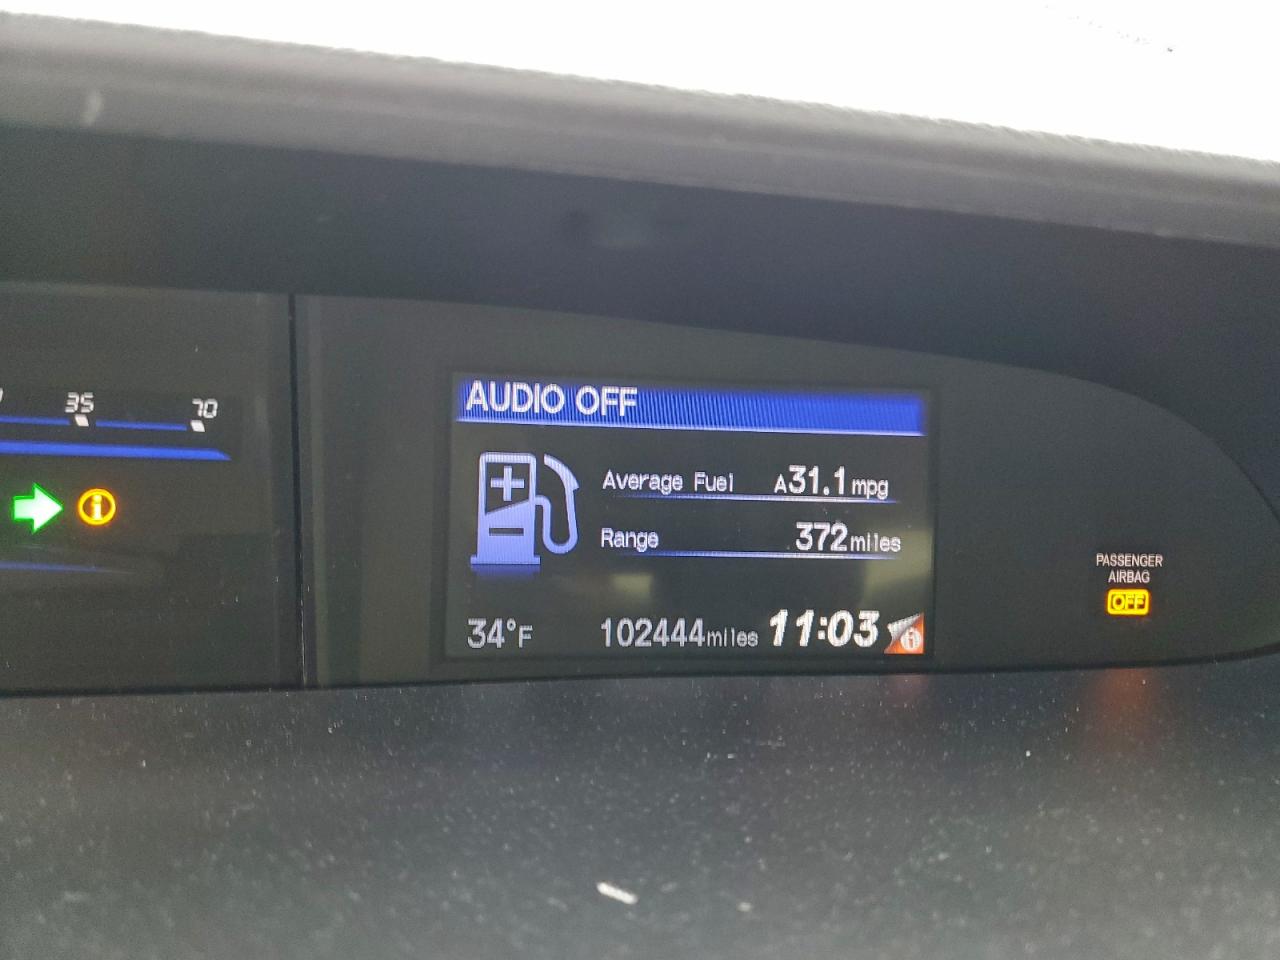 35 70
AUDIO OFF
Average Fuel A31.1mpg
Range 372miles
34°F 102444miles 11:03
PASSENGER
AIRBAG
OFF